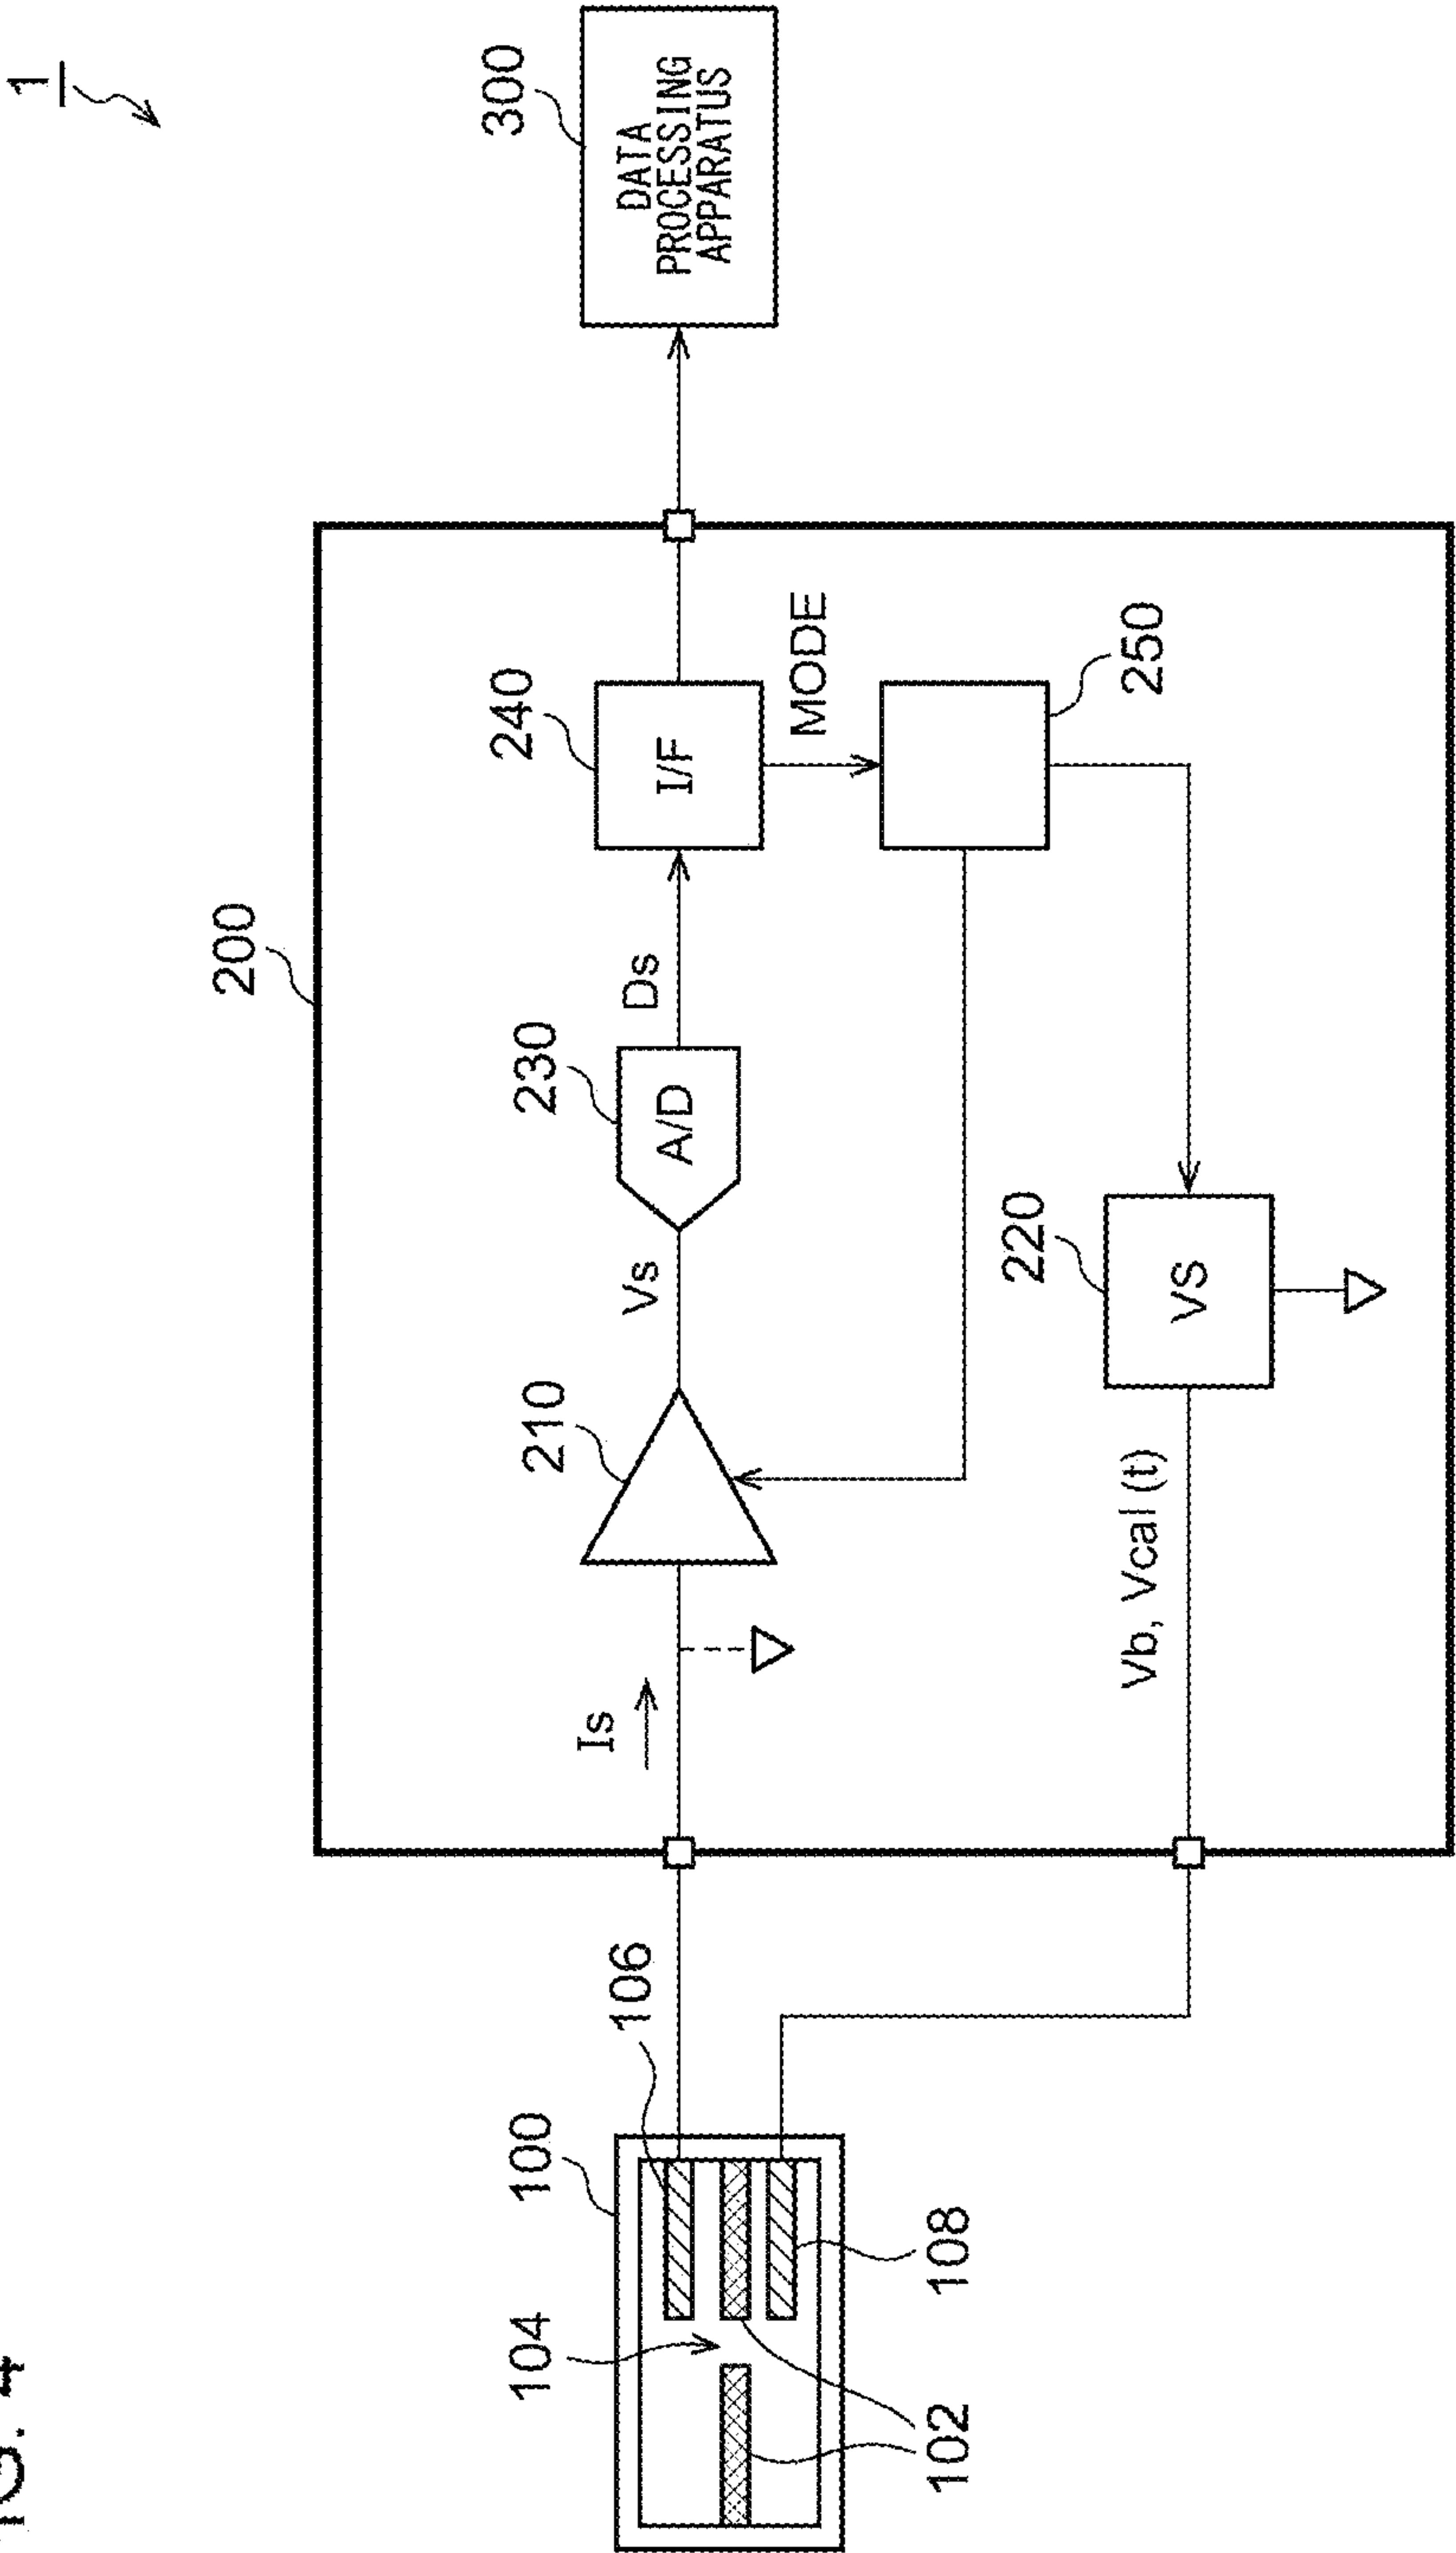 1
200
300
DATA
PROCESSING
APPARATUS
100
106
104
102
108
Is
210
Vs
230
A/D
Ds
240
I/F
MODE
250
220
VS
Vb, Vcal (t)